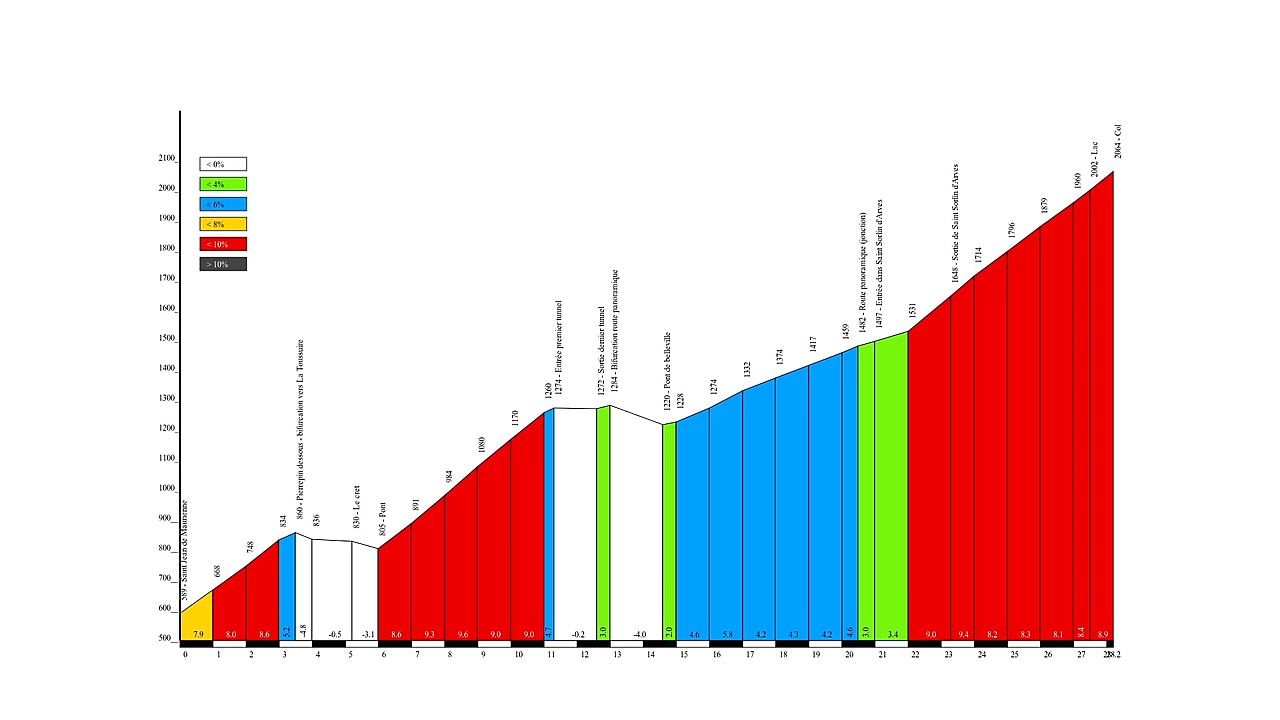 2100
2000
1900
1800
1700
1600
1500
1400
1300
1200
1100
1000
900
800
700
600
500
< 0%
< 4%
< 6%
< 8%
< 10%
> 10%
589 - Saint Jean de Maurienne
668
748
834
860 - Pierrepin dessous - bifurcation vers La Toussuire
836
830 - Le cret
805 - Pont
891
984
1080
1170
1260
1274 - Entrée premier tunnel
1272 - Sortie dernier tunnel
1284 - Bifurcation route panoramique
1220 - Pont de belleville
1228
1274
1332
1374
1417
1459
1482 - Route panoramique (jonction)
1497 - Entrée dans Saint Sorlin d'Arves
1531
1648 - Sortie de Saint Sorlin d'Arves
1714
1796
1879
1960
2002 - Lac
2064 - Col
7.9 8.0 8.6 5.2 -4.8 -0.5 -3.1 8.6 9.3 9.6 9.0 9.0 4.7 -0.2 3.0 -4.0 2.0 4.6 5.8 4.2 4.3 4.2 4.6 3.0 3.4 9.0 9.4 8.2 8.3 8.1 8.4 8.9
0 1 2 3 4 5 6 7 8 9 10 11 12 13 14 15 16 17 18 19 20 21 22 23 24 25 26 27 28 28.2